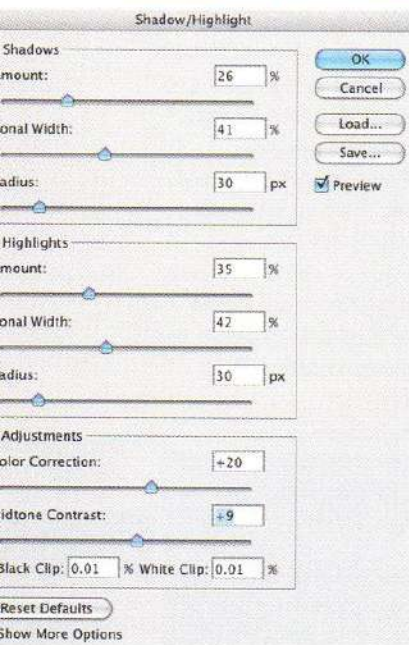 Shadow/Highlight
Shadows
mount: 26 %
onal Width: 41 %
adius: 30 px
Highlights
mount: 35 %
onal Width: 42 %
adius: 30 px
Adjustments
olor Correction: +20
idtone Contrast: +9
Black Clip: 0.01 % White Clip: 0.01 %
Reset Defaults
Show More Options
OK
Cancel
Load...
Save...
Preview